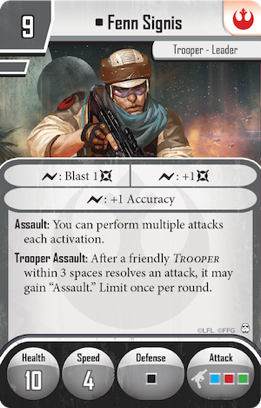 9
▪ Fenn Signis
Trooper - Leader
: Blast 1
: +1
: +1 Accuracy
Assault: You can perform multiple attacks
each activation.
Trooper Assault: After a friendly TROOPER
within 3 spaces resolves an attack, it may
gain “Assault.” Limit once per round.
©LFL ©FFG
Health
Speed
Defense
Attack
10
4